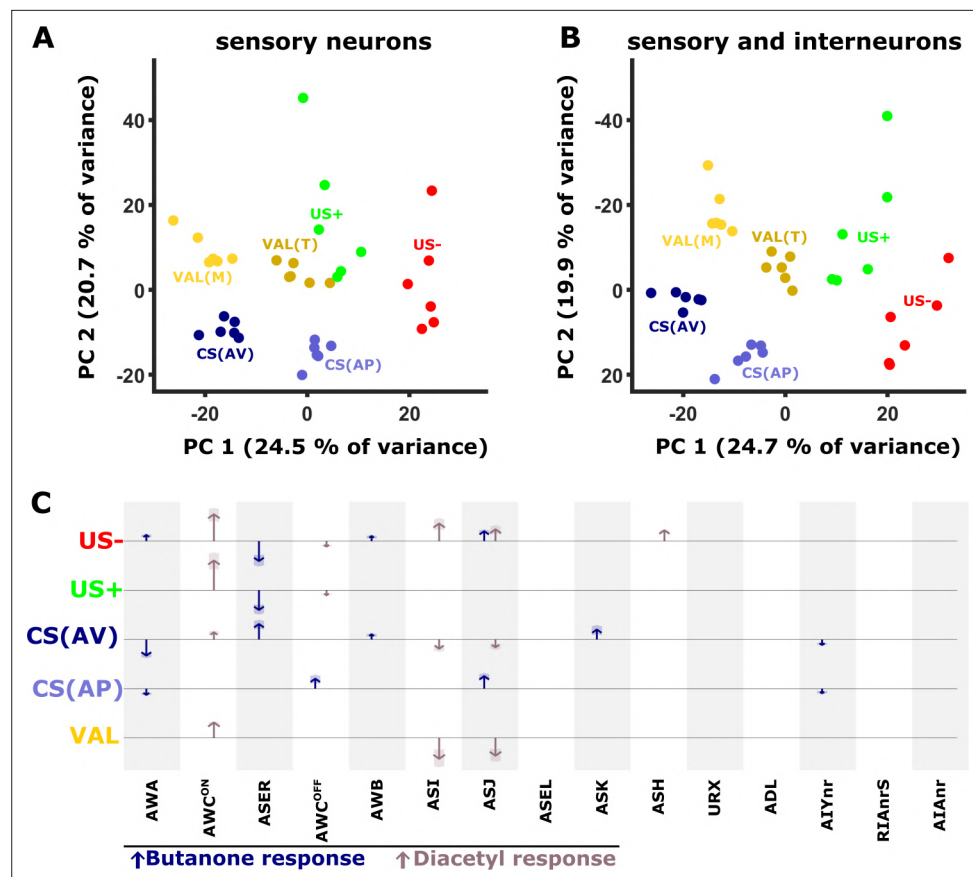 A
sensory neurons
PC 2 (20.7 % of variance)
40
20
0
-20
-20
0
20
PC 1 (24.5 % of variance)
US+
VAL(T)
US-
VAL(M)
CS(AV)
CS(AP)
B
sensory and interneurons
PC 2 (19.9 % of variance)
-40
-20
0
20
-20
0
20
PC 1 (24.7 % of variance)
VAL(M)
VAL(T)
US+
US-
CS(AV)
CS(AP)
C
US-
US+
CS(AV)
CS(AP)
VAL
AWA
AWC^ON
ASER
AWC^OFF
AWB
ASI
ASJ
ASEL
ASK
ASH
URX
ADL
AIYnr
RIAnrS
AIAnr
↑Butanone response
↑Diacetyl response